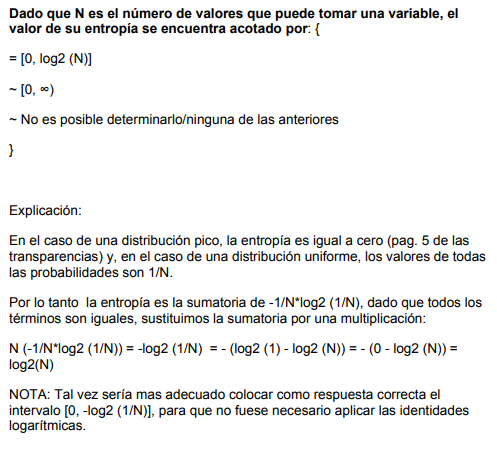 Dado que N es el número de valores que puede tomar una variable, el
valor de su entropía se encuentra acotado por: {
= [0, log2 (N)]
~ [0, ∞)
~ No es posible determinarlo/ninguna de las anteriores
}
Explicación:
En el caso de una distribución pico, la entropía es igual a cero (pag. 5 de las
transparencias) y, en el caso de una distribución uniforme, los valores de todas
las probabilidades son 1/N.
Por lo tanto  la entropía es la sumatoria de -1/N*log2 (1/N), dado que todos los
términos son iguales, sustituimos la sumatoria por una multiplicación:
N (-1/N*log2 (1/N)) = -log2 (1/N)  = - (log2 (1) - log2 (N)) = - (0 - log2 (N)) =
log2(N)
NOTA: Tal vez sería mas adecuado colocar como respuesta correcta el
intervalo [0, -log2 (1/N)], para que no fuese necesario aplicar las identidades
logarítmicas.